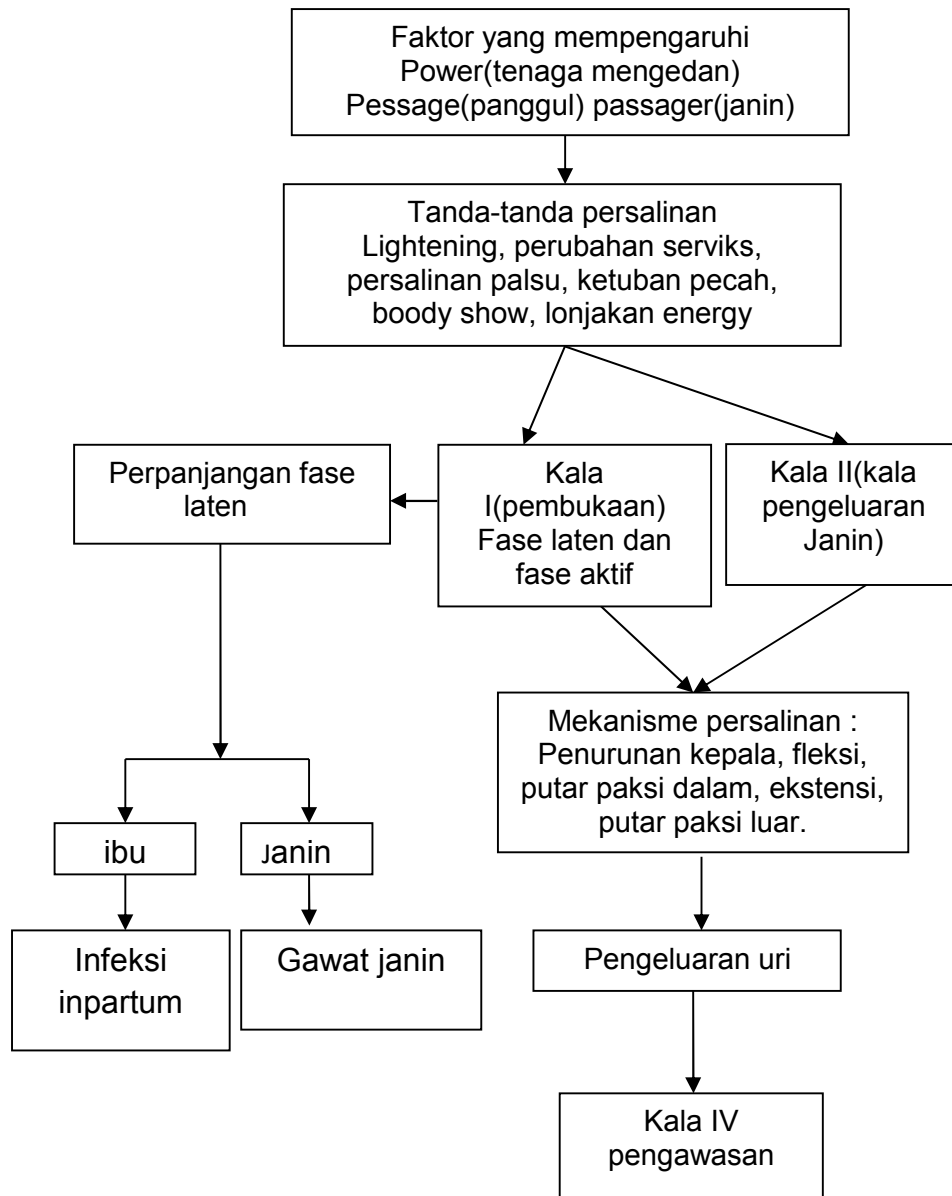 Faktor yang mempengaruhi
Power(tenaga mengedan)
Pessage(panggul) passager(janin)
Tanda-tanda persalinan
Lightening, perubahan serviks,
persalinan palsu, ketuban pecah,
boody show, lonjakan energy
Perpanjangan fase
laten
Kala
I(pembukaan)
Fase laten dan
fase aktif
Kala II(kala
pengeluaran
Janin)
Mekanisme persalinan :
Penurunan kepala, fleksi,
putar paksi dalam, ekstensi,
putar paksi luar.
ibu
Janin
Infeksi
inpartum
Gawat janin
Pengeluaran uri
Kala IV
pengawasan